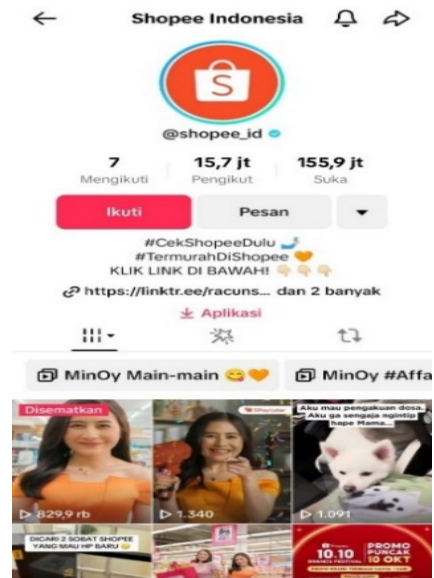 Shopee Indonesia
S
@shopee_id
7 15,7 jt 155,9 jt
Mengikuti Pengikut Suka
Ikuti Pesan
#CekShopeeDulu
#TermurahDiShopee
KLIK LINK DI BAWAH!
https://linktr.ee/racuns... dan 2 banyak
Aplikasi
MinOy Main-main
MinOy #Affa
Disematkan
829,9 rb
SPayLater
1.340
Aku mau pengakuan dosa.
Aku ga sengaja ngintip
hape Mama...
1.091
DICARI 2 SOBAT SHOPEE
YANG MAU HP BARU
10.10
PROMO
PUNCAK
10 OKT